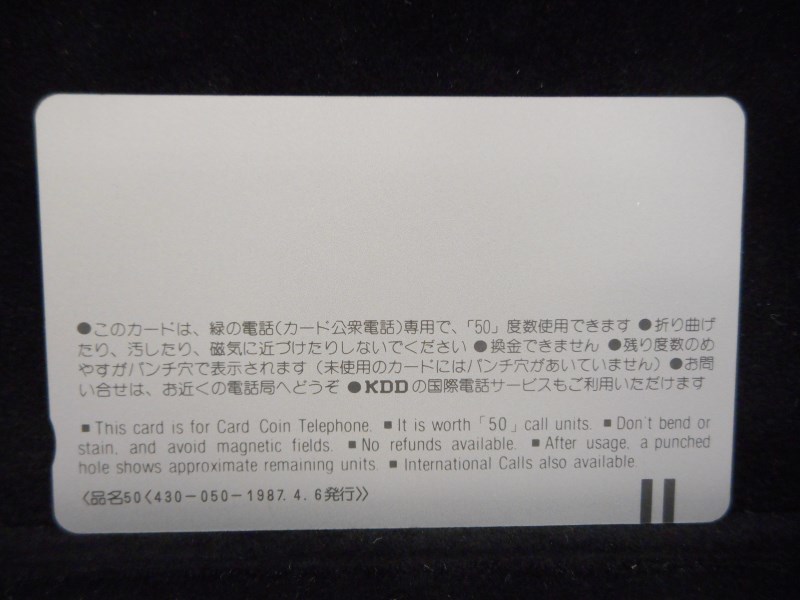 ●このカードは、緑の電話(カード公衆電話)専用で、「50」度数使用できます ●折り曲げ
たり、汚したり、磁気に近づけたりしないでください ●換金できません ●残り度数のめ
やすがパンチ穴で表示されます（未使用のカードにはパンチ穴があいていません）●お問
い合せは、お近くの電話局へどうぞ ●KDDの国際電話サービスもご利用いただけます
■ This card is for Card Coin Telephone. ■ It is worth「50」call units. ■ Don't bend or
stain, and avoid magnetic fields. ■ No refunds available. ■ After usage, a punched
hole shows approximate remaining units. ■ International Calls also available.
〈品名50〈430-050-1987. 4. 6発行〉〉